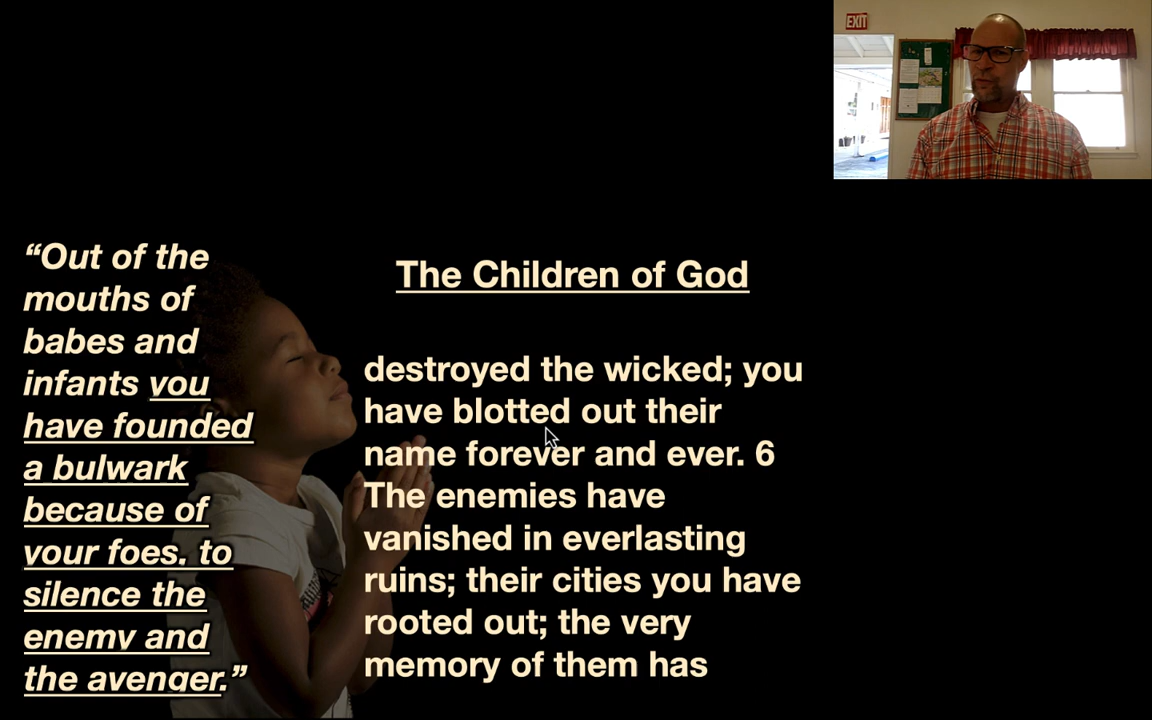 EXIT
“Out of the
mouths of
babes and
infants you
have founded
a bulwark
because of
your foes, to
silence the
enemy and
the avenger.”
The Children of God
destroyed the wicked; you
have blotted out their
name forever and ever. 6
The enemies have
vanished in everlasting
ruins; their cities you have
rooted out; the very
memory of them has